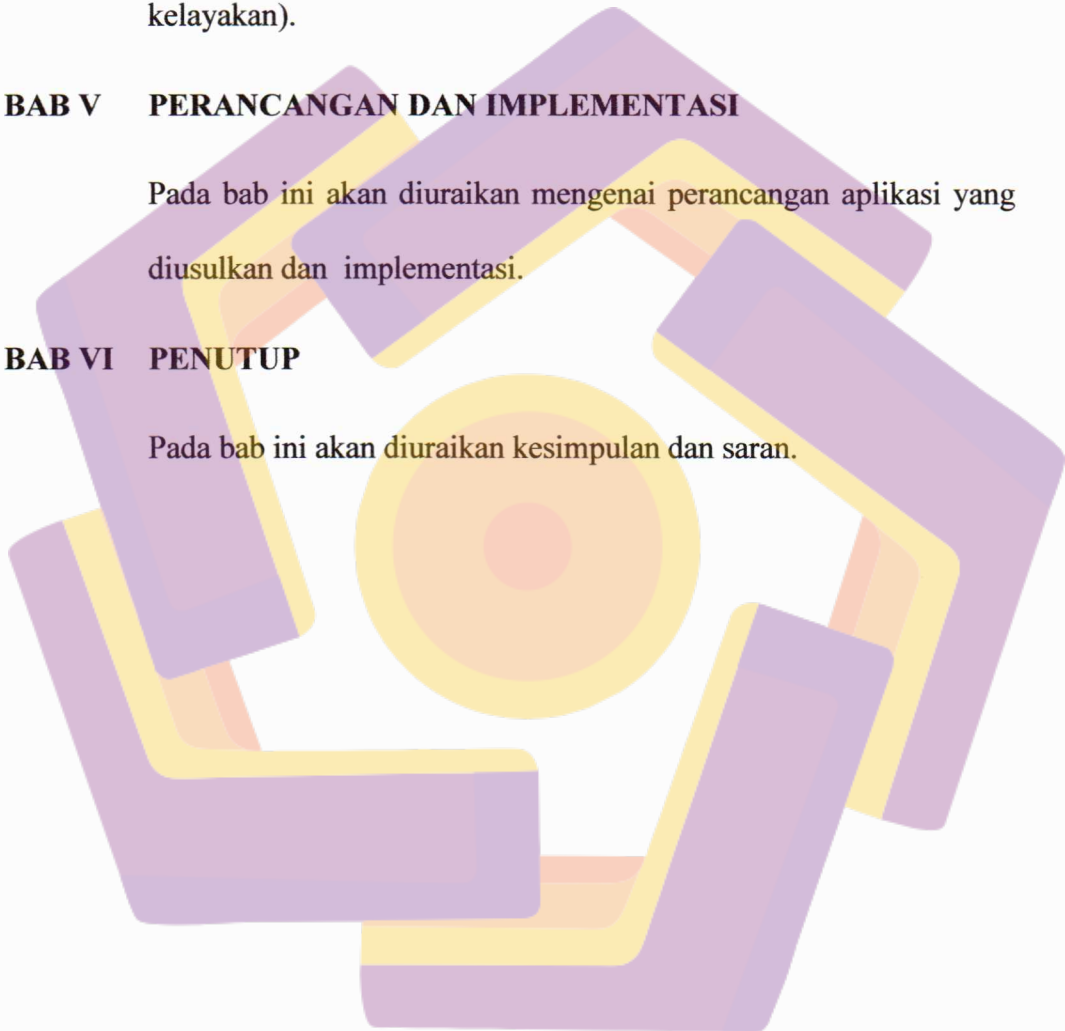 kelayakan).
BAB V PERANCANGAN DAN IMPLEMENTASI
Pada bab ini akan diuraikan mengenai perancangan aplikasi yang
diusulkan dan implementasi.
BAB VI PENUTUP
Pada bab ini akan diuraikan kesimpulan dan saran.